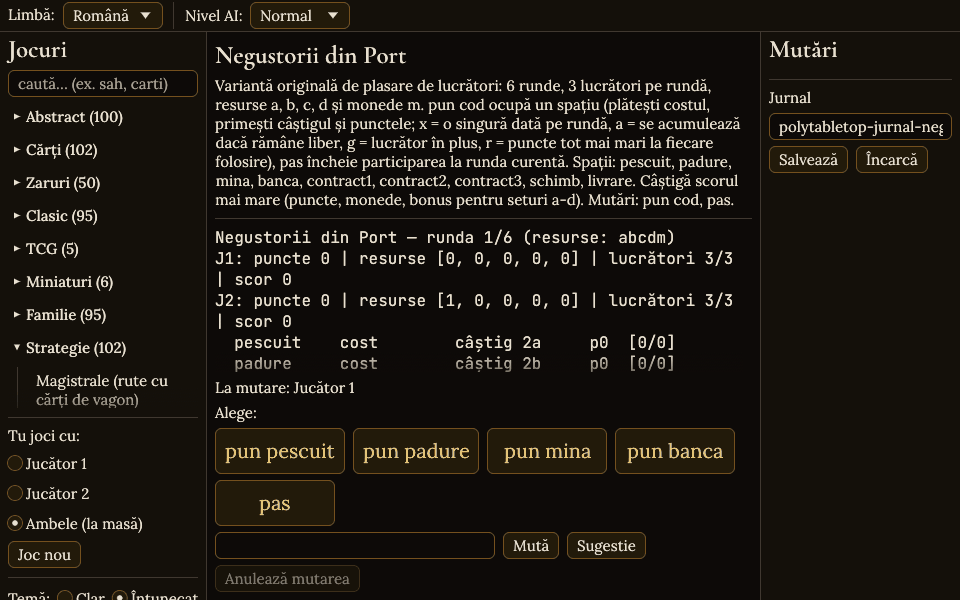 Limbă: Română ▼ Nivel AI: Normal ▼
Jocuri
caută... (ex. sah, carti)
▸ Abstract (100)
▸ Cărți (102)
▸ Zaruri (50)
▸ Clasic (95)
▸ TCG (5)
▸ Miniaturi (6)
▸ Familie (95)
▾ Strategie (102)
Magistrale (rute cu
cărți de vagon)
Tu joci cu:
Jucător 1
Jucător 2
Ambele (la masă)
Joc nou
Temă: Clar Întunecat
Negustorii din Port
Variantă originală de plasare de lucrători: 6 runde, 3 lucrători pe rundă,
resurse a, b, c, d și monede m. pun cod ocupă un spațiu (plătești costul,
primești câștigul și punctele; x = o singură dată pe rundă, a = se acumulează
dacă rămâne liber, g = lucrător în plus, r = puncte tot mai mari la fiecare
folosire), pas încheie participarea la runda curentă. Spații: pescuit, padure,
mina, banca, contract1, contract2, contract3, schimb, livrare. Câștigă scorul
mai mare (puncte, monede, bonus pentru seturi a-d). Mutări: pun cod, pas.
Negustorii din Port — runda 1/6 (resurse: abcdm)
J1: puncte 0 | resurse [0, 0, 0, 0, 0] | lucrători 3/3
| scor 0
J2: puncte 0 | resurse [1, 0, 0, 0, 0] | lucrători 3/3
| scor 0
pescuit cost câștig 2a p0 [0/0]
padure cost câștig 2b p0 [0/0]
La mutare: Jucător 1
Alege:
pun pescuit pun padure pun mina pun banca
pas
Mută Sugestie
Anulează mutarea
Mutări
Jurnal
polytabletop-jurnal-neg
Salvează Încarcă